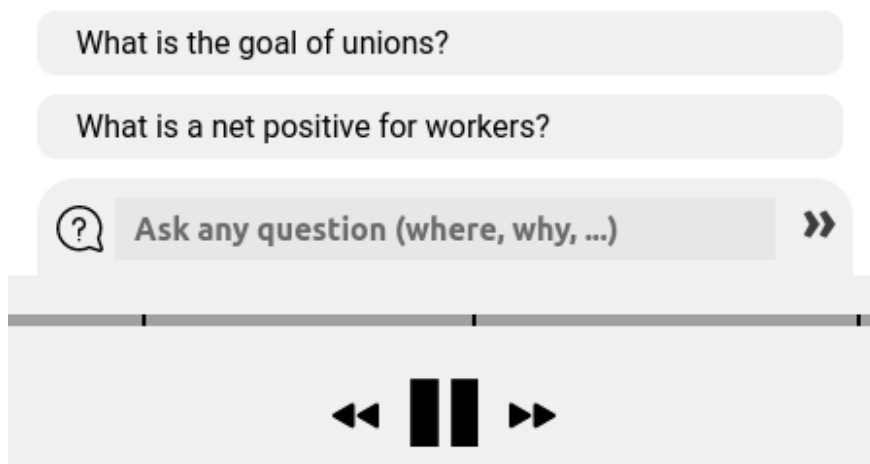 What is the goal of unions?
What is a net positive for workers?
Ask any question (where, why, ...)